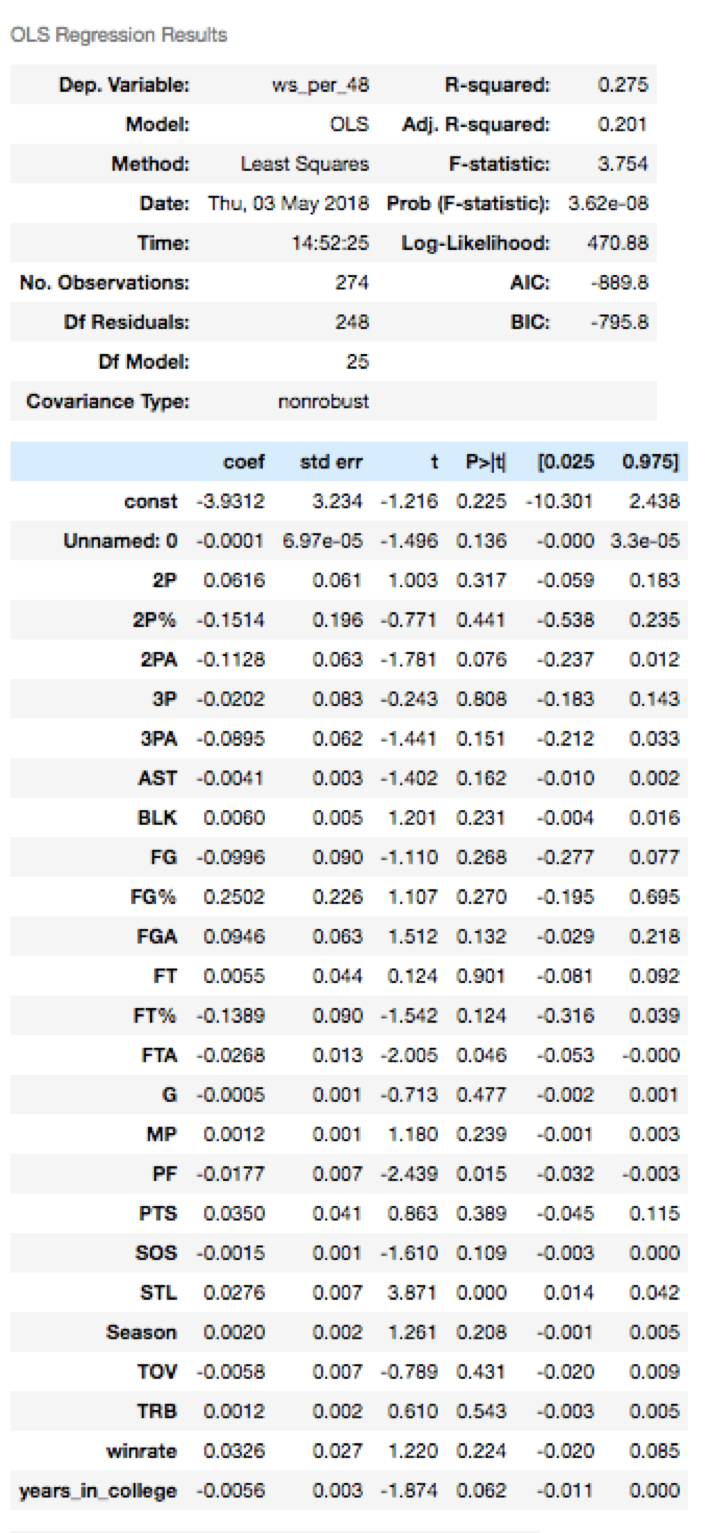 OLS Regression Results
Dep. Variable: ws_per_48 R-squared: 0.275
Model: OLS Adj. R-squared: 0.201
Method: Least Squares F-statistic: 3.754
Date: Thu, 03 May 2018 Prob (F-statistic): 3.62e-08
Time: 14:52:25 Log-Likelihood: 470.88
No. Observations: 274 AIC: -889.8
Df Residuals: 248 BIC: -795.8
Df Model: 25
Covariance Type: nonrobust
coef std err t P>|t| [0.025 0.975]
const -3.9312 3.234 -1.216 0.225 -10.301 2.438
Unnamed: 0 -0.0001 6.97e-05 -1.496 0.136 -0.000 3.3e-05
2P 0.0616 0.061 1.003 0.317 -0.059 0.183
2P% -0.1514 0.196 -0.771 0.441 -0.538 0.235
2PA -0.1128 0.063 -1.781 0.076 -0.237 0.012
3P -0.0202 0.083 -0.243 0.808 -0.183 0.143
3PA -0.0895 0.062 -1.441 0.151 -0.212 0.033
AST -0.0041 0.003 -1.402 0.162 -0.010 0.002
BLK 0.0060 0.005 1.201 0.231 -0.004 0.016
FG -0.0996 0.090 -1.110 0.268 -0.277 0.077
FG% 0.2502 0.226 1.107 0.270 -0.195 0.695
FGA 0.0946 0.063 1.512 0.132 -0.029 0.218
FT 0.0055 0.044 0.124 0.901 -0.081 0.092
FT% -0.1389 0.090 -1.542 0.124 -0.316 0.039
FTA -0.0268 0.013 -2.005 0.046 -0.053 -0.000
G -0.0005 0.001 -0.713 0.477 -0.002 0.001
MP 0.0012 0.001 1.180 0.239 -0.001 0.003
PF -0.0177 0.007 -2.439 0.015 -0.032 -0.003
PTS 0.0350 0.041 0.863 0.389 -0.045 0.115
SOS -0.0015 0.001 -1.610 0.109 -0.003 0.000
STL 0.0276 0.007 3.871 0.000 0.014 0.042
Season 0.0020 0.002 1.261 0.208 -0.001 0.005
TOV -0.0058 0.007 -0.789 0.431 -0.020 0.009
TRB 0.0012 0.002 0.610 0.543 -0.003 0.005
winrate 0.0326 0.027 1.220 0.224 -0.020 0.085
years_in_college -0.0056 0.003 -1.874 0.062 -0.011 0.000